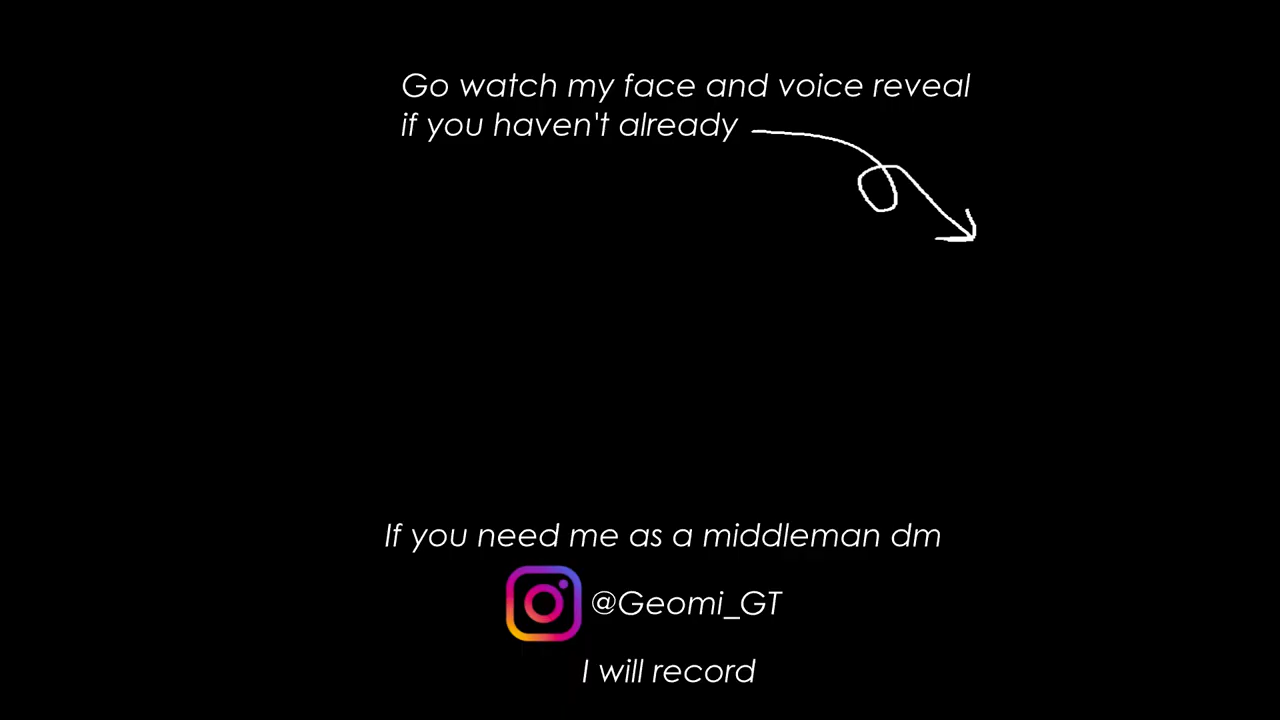 Go watch my face and voice reveal
if you haven't already
If you need me as a middleman dm
@Geomi_GT
I will record